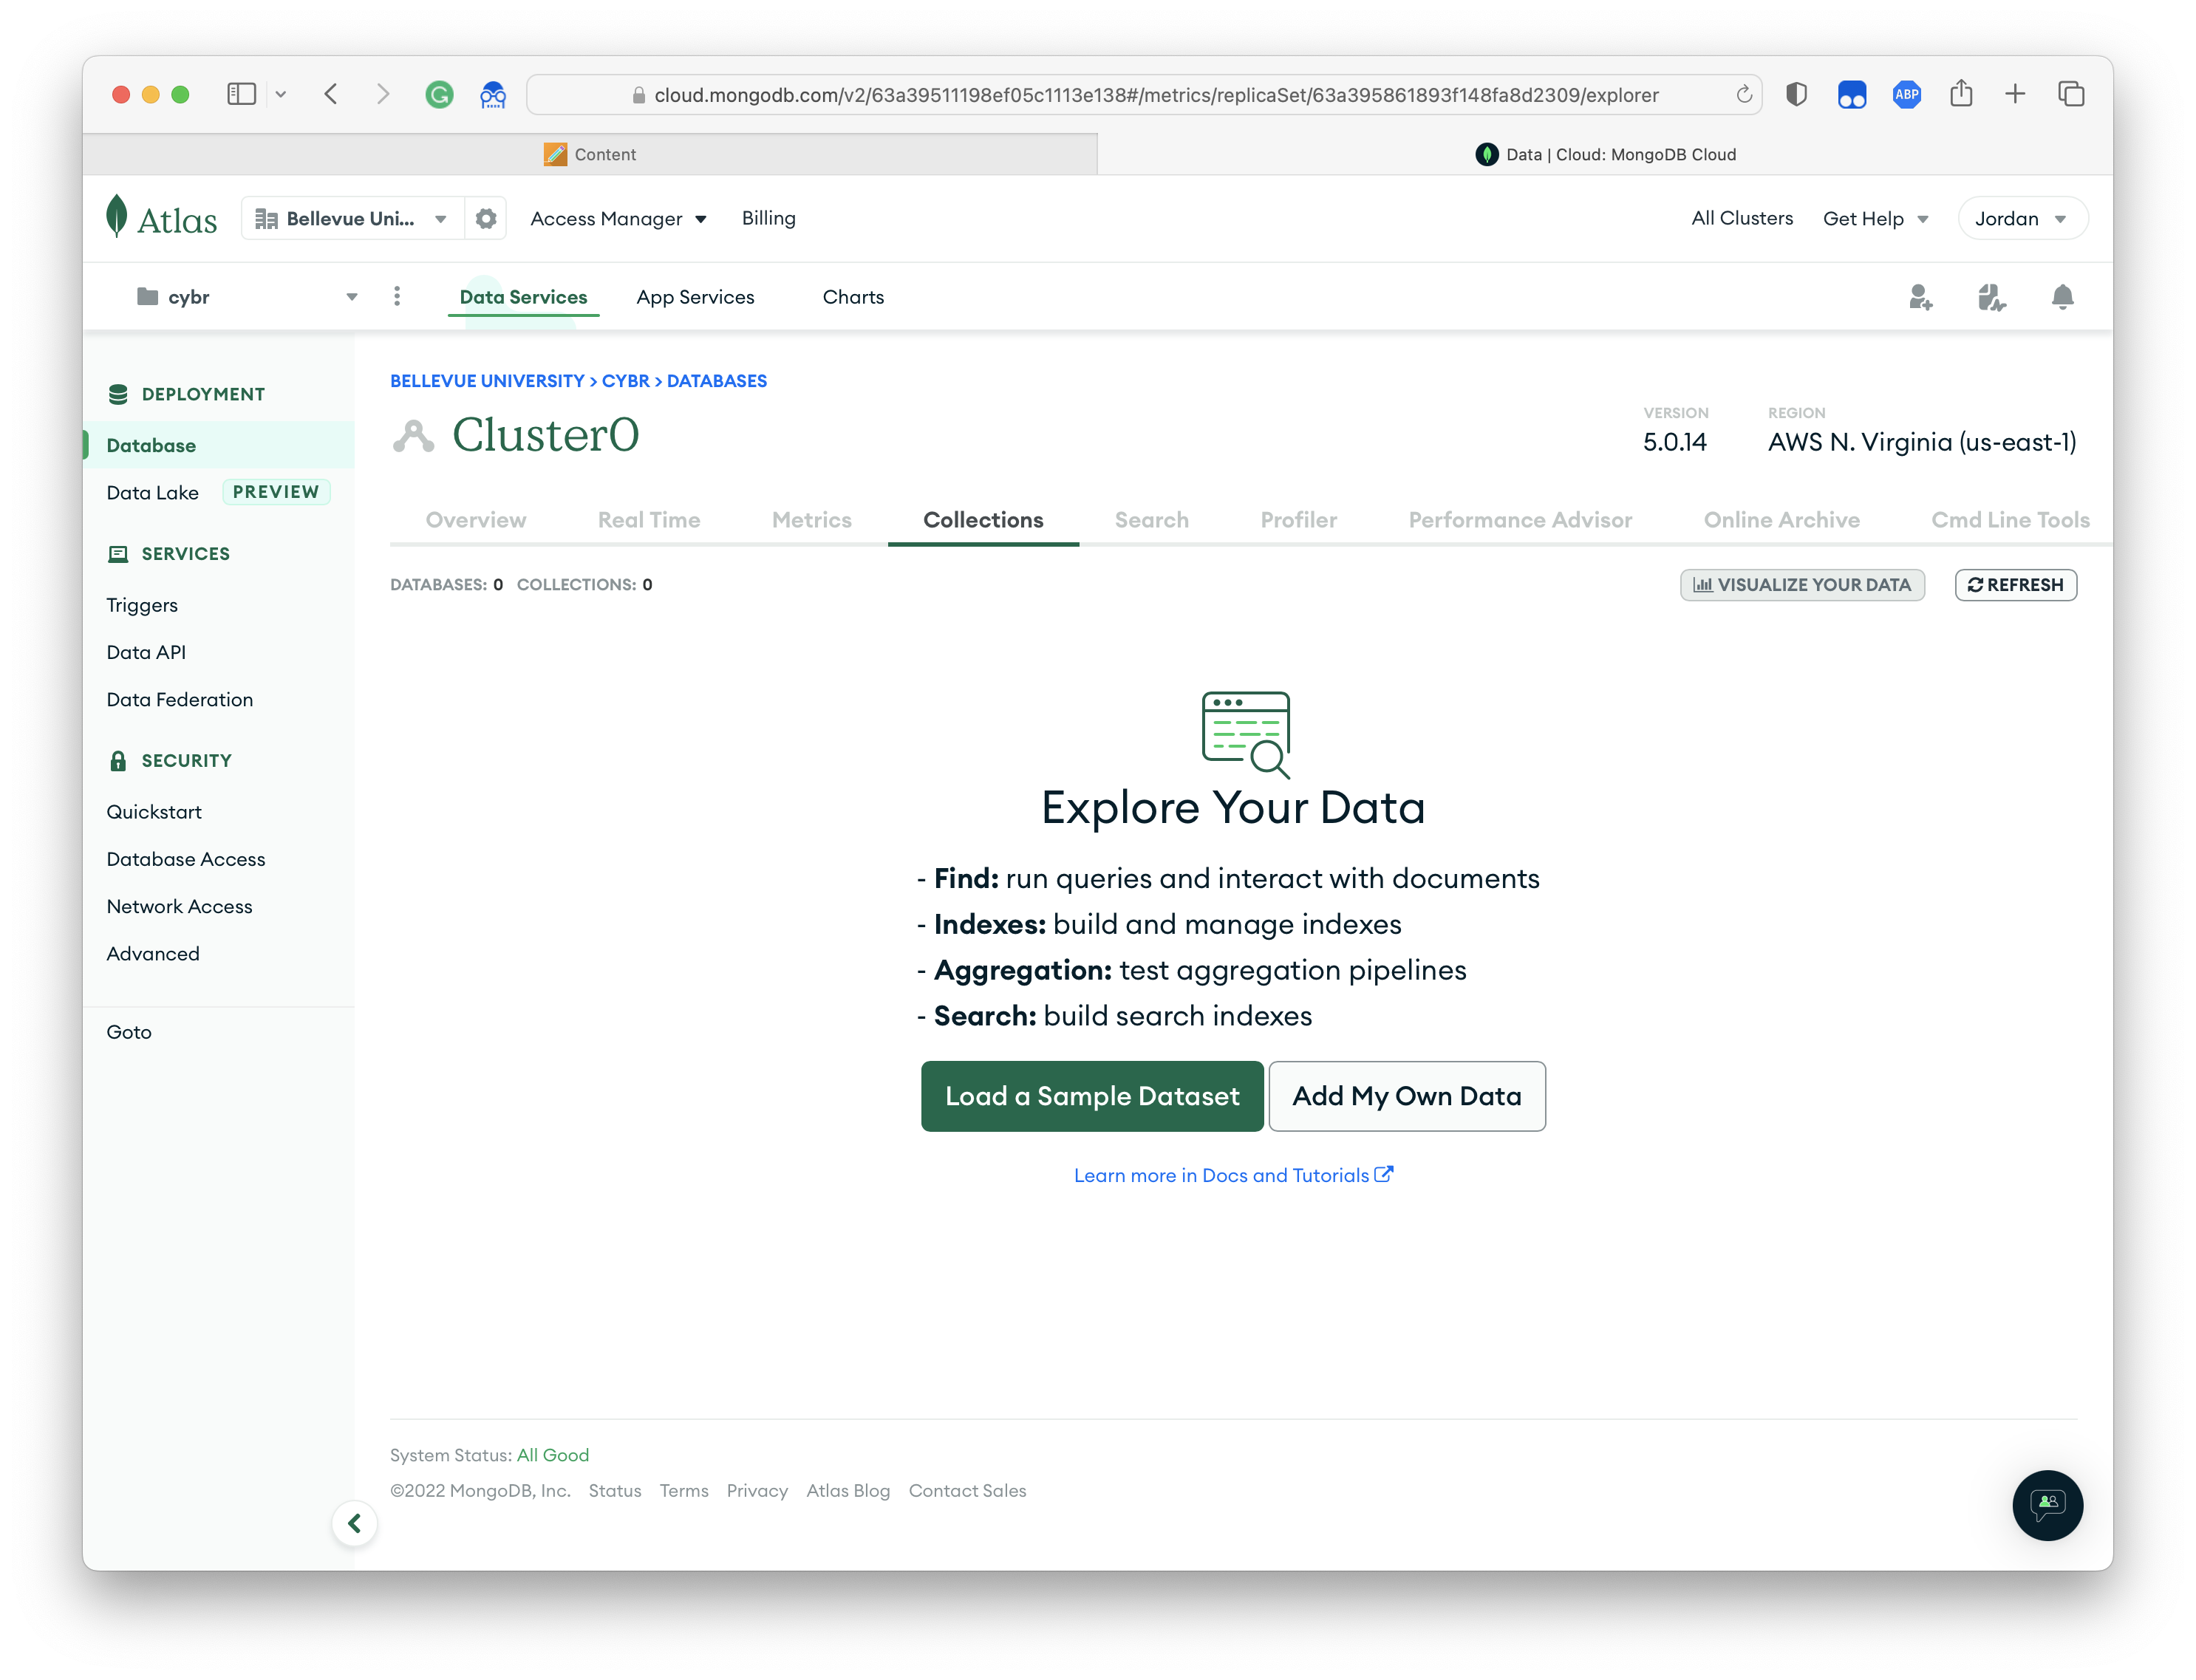 cloud.mongodb.com/v2/63a39511198ef05c1113e138#/metrics/replicaSet/63a395861893f148fa8d2309/explorer
ABP
Content
Data | Cloud: MongoDB Cloud
Atlas
Bellevue Uni...
Access Manager
Billing
All Clusters
Get Help
Jordan
cybr
Data Services
App Services
Charts
DEPLOYMENT
Database
Data Lake PREVIEW
SERVICES
Triggers
Data API
Data Federation
SECURITY
Quickstart
Database Access
Network Access
Advanced
Goto
BELLEVUE UNIVERSITY > CYBR > DATABASES
Cluster0
VERSION
5.0.14
REGION
AWS N. Virginia (us-east-1)
Overview
Real Time
Metrics
Collections
Search
Profiler
Performance Advisor
Online Archive
Cmd Line Tools
DATABASES: 0 COLLECTIONS: 0
VISUALIZE YOUR DATA
REFRESH
Explore Your Data
- Find: run queries and interact with documents
- Indexes: build and manage indexes
- Aggregation: test aggregation pipelines
- Search: build search indexes
Load a Sample Dataset
Add My Own Data
Learn more in Docs and Tutorials
System Status: All Good
©2022 MongoDB, Inc. Status Terms Privacy Atlas Blog Contact Sales